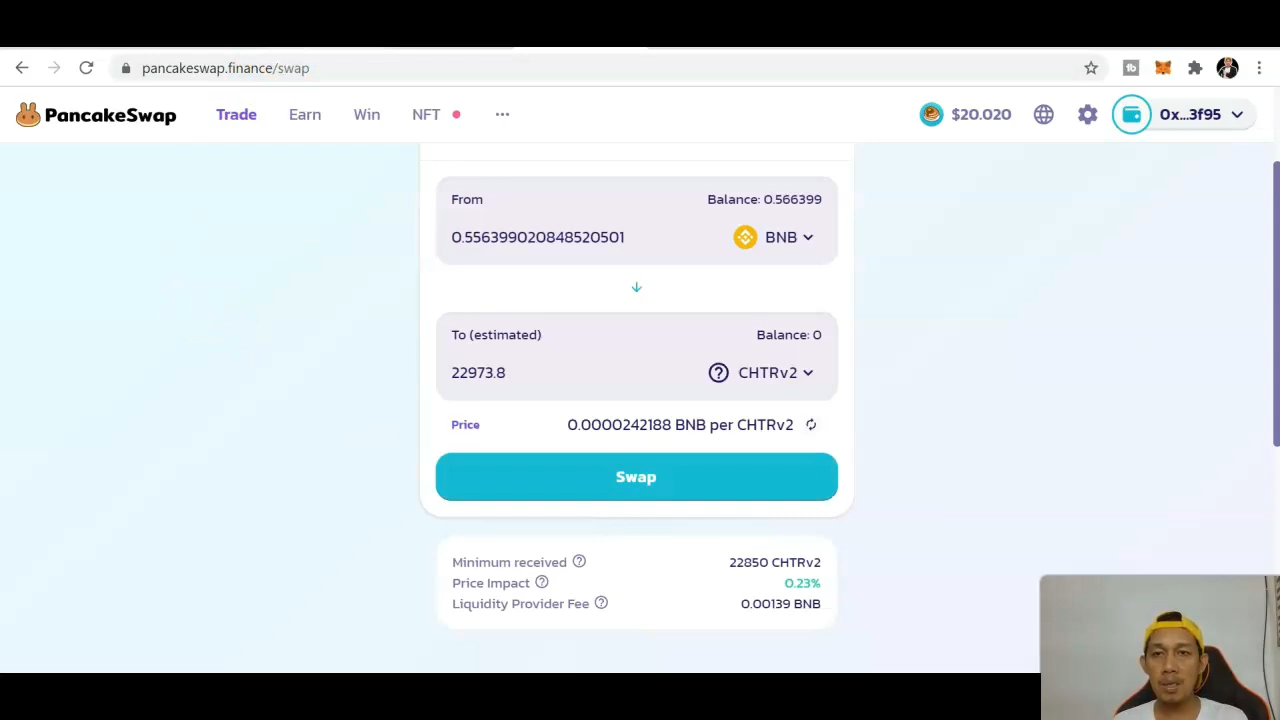 pancakeswap.finance/swap
PancakeSwap Trade Earn Win NFT ... $20.020 0x...3f95
From Balance: 0.566399
0.556399020848520501 BNB
To (estimated) Balance: 0
22973.8 CHTRv2
Price 0.0000242188 BNB per CHTRv2
Swap
Minimum received 22850 CHTRv2
Price Impact 0.23%
Liquidity Provider Fee 0.00139 BNB